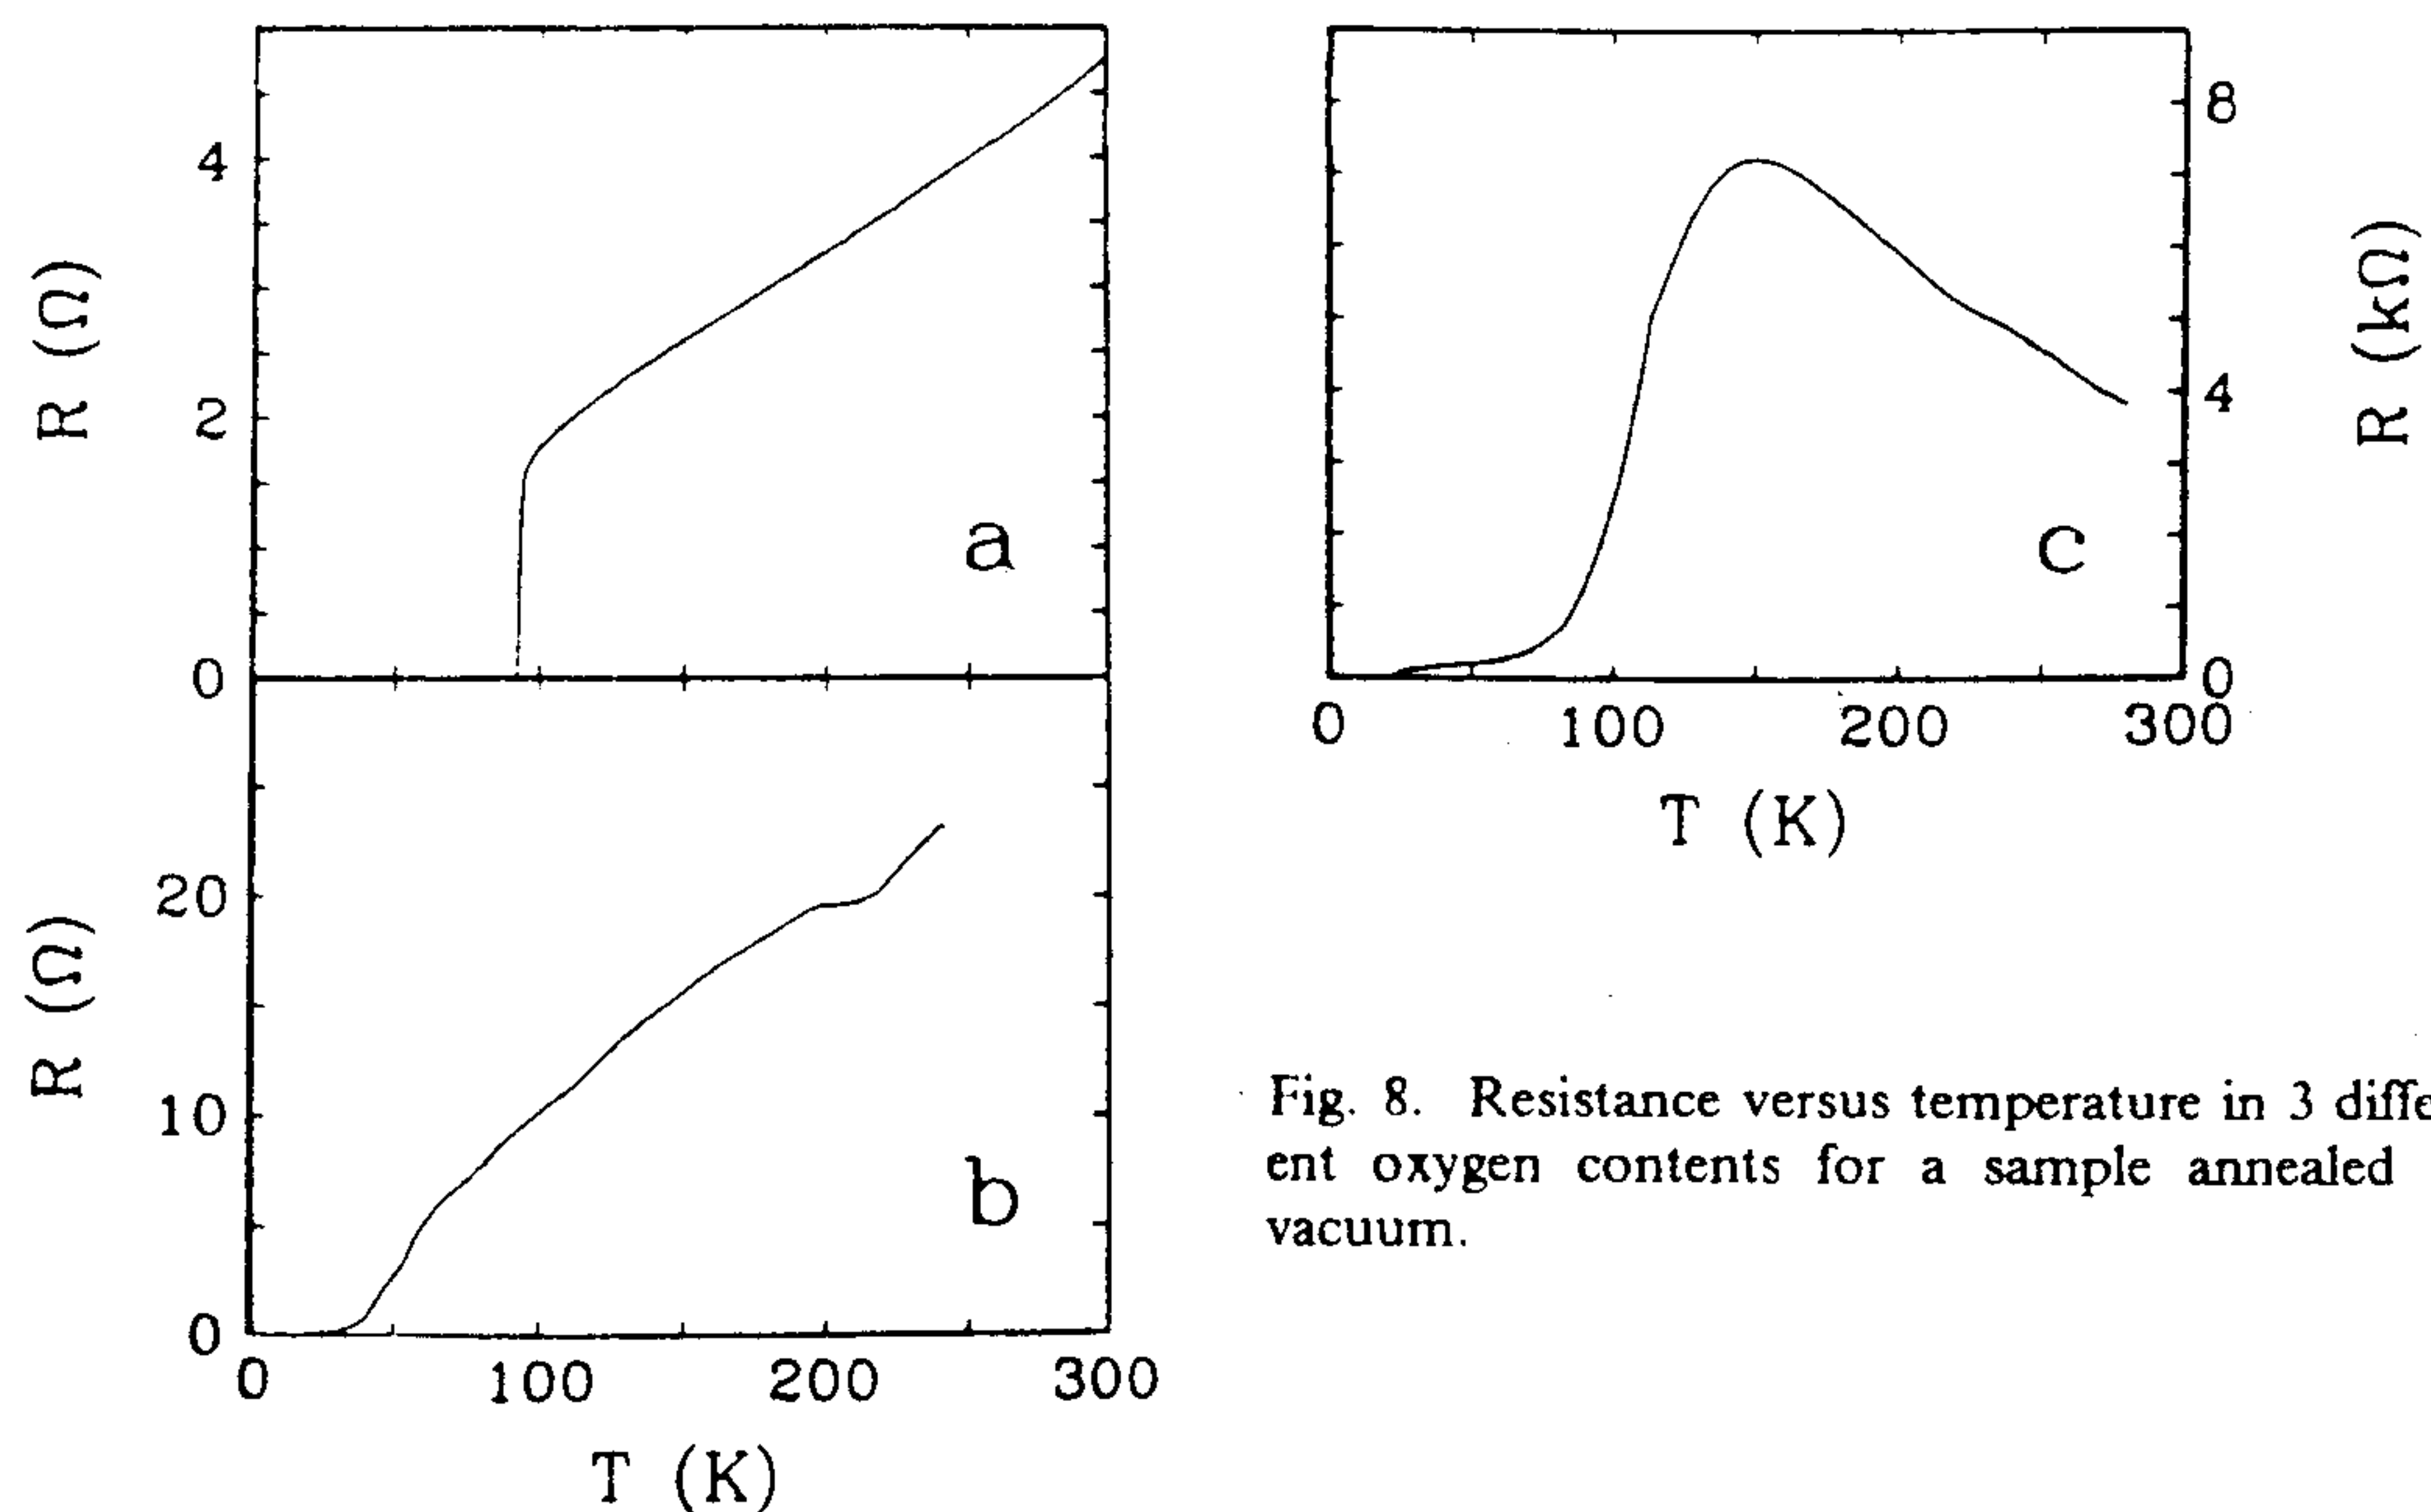 R (Ω)
4
2
0
a
R (Ω)
20
10
0
b
0 100 200 300
T (K)
c
8
4
0
R (kΩ)
0 100 200 300
T (K)
Fig. 8. Resistance versus temperature in 3 diffe
ent oxygen contents for a sample annealed
vacuum.